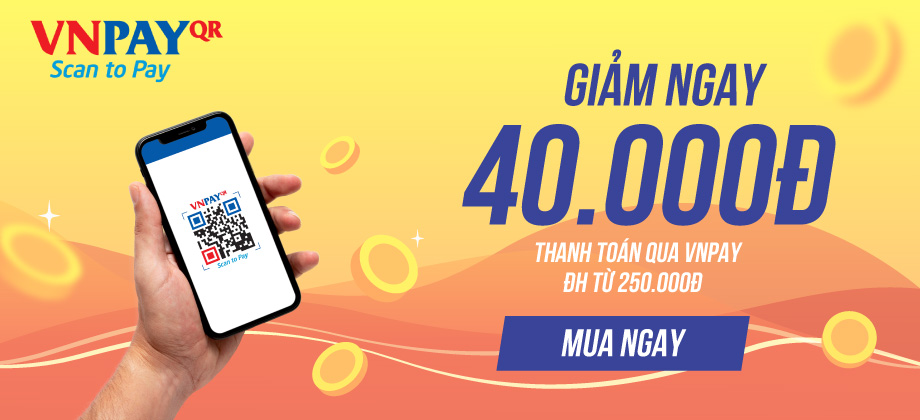 VNPAYQR
Scan to Pay
GIẢM NGAY
40.000Đ
THANH TOÁN QUA VNPAY
ĐH TỪ 250.000Đ
MUA NGAY
VNPAYQR
Scan to Pay